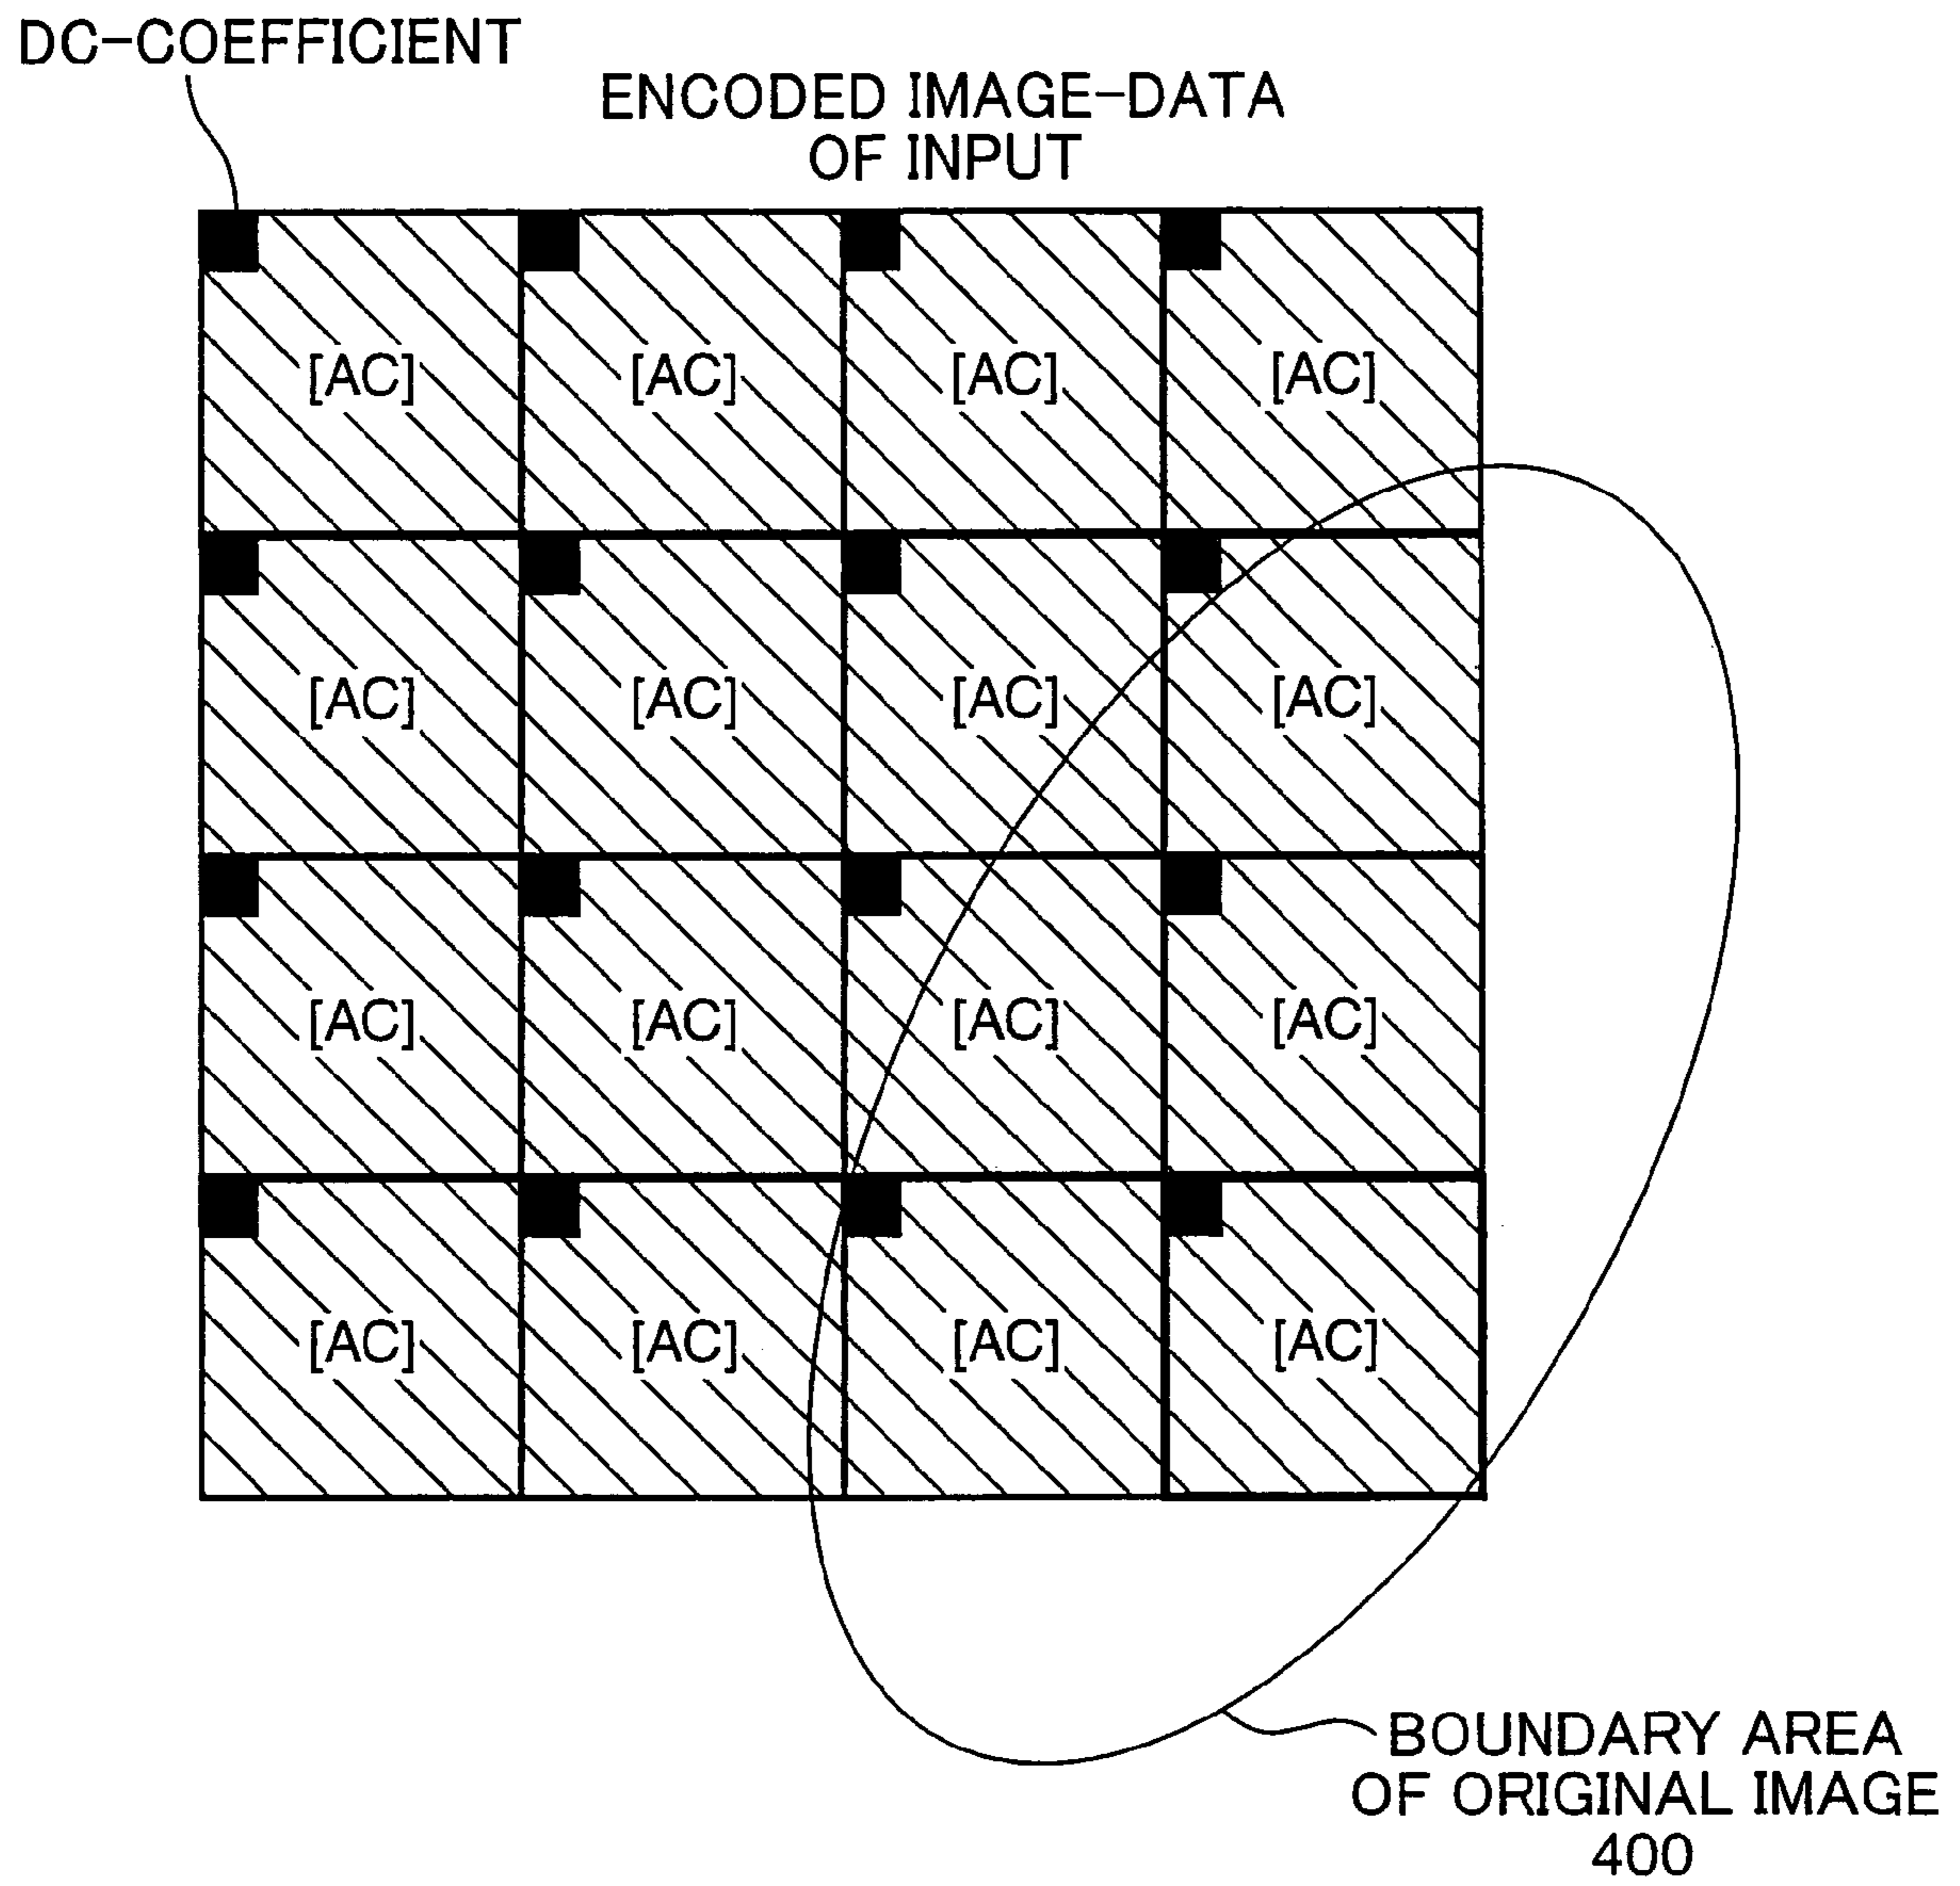 DC-COEFFICIENT
ENCODED IMAGE-DATA
OF INPUT
[AC] [AC] [AC] [AC]
[AC] [AC] [AC] [AC]
[AC] [AC] [AC] [AC]
[AC] [AC] [AC] [AC]
BOUNDARY AREA
OF ORIGINAL IMAGE
400